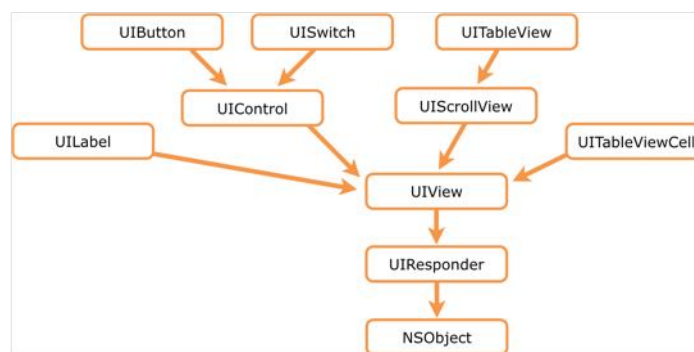 UIButton
UISwitch
UITableView
UIControl
UIScrollView
UILabel
UITableViewCell
UIView
UIResponder
NSObject